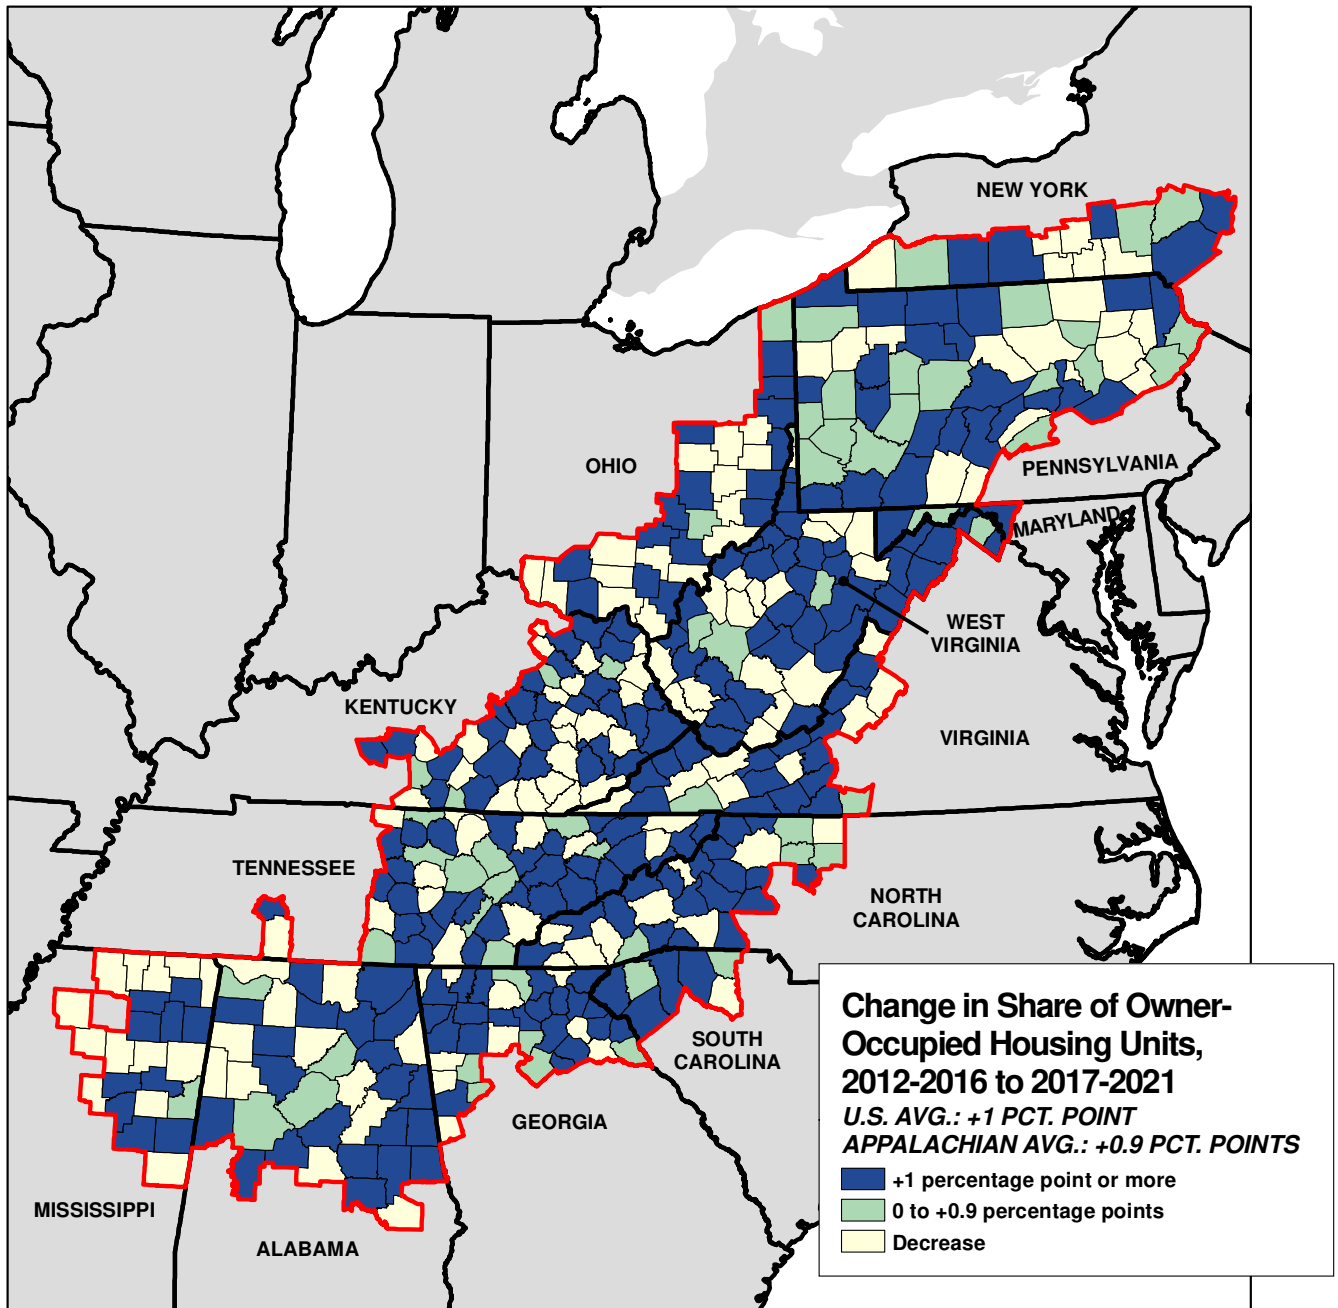 NEW YORK
OHIO
PENNSYLVANIA
MARYLAND
WEST
VIRGINIA
KENTUCKY
VIRGINIA
TENNESSEE
NORTH
CAROLINA
SOUTH
CAROLINA
GEORGIA
MISSISSIPPI
ALABAMA
Change in Share of Owner-
Occupied Housing Units,
2012-2016 to 2017-2021
U.S. AVG.: +1 PCT. POINT
APPALACHIAN AVG.: +0.9 PCT. POINTS
+1 percentage point or more
0 to +0.9 percentage points
Decrease